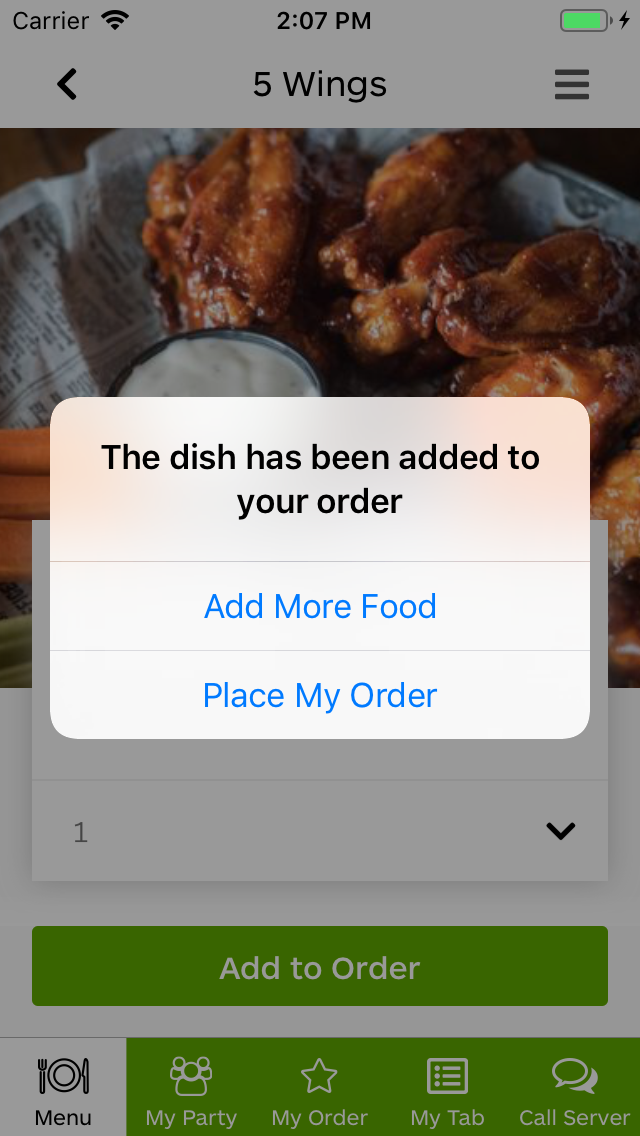 Carrier 2:07 PM
5 Wings
The dish has been added to
your order
Add More Food
Place My Order
1
Add to Order
Menu My Party My Order My Tab Call Server